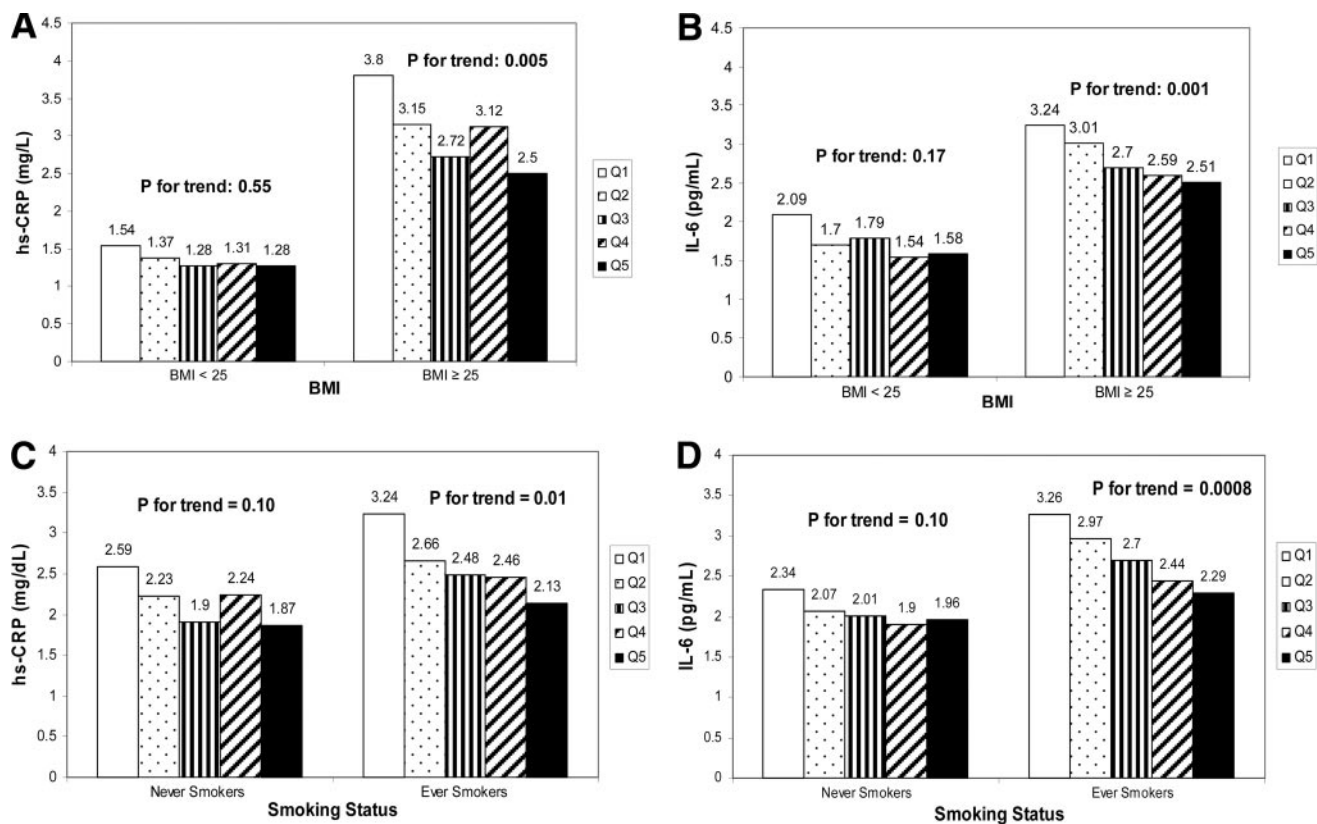 A
4.5
4
3.5
3
2.5
2
1.5
1
0.5
0
hs-CRP (mg/L)
P for trend: 0.55
P for trend: 0.005
1.54
1.37
1.28
1.31
1.28
3.8
3.15
2.72
3.12
2.5
BMI < 25
BMI ≥ 25
BMI
Q1
Q2
Q3
Q4
Q5
B
4.5
4
3.5
3
2.5
2
1.5
1
0.5
0
IL-6 (pg/mL)
P for trend: 0.17
P for trend: 0.001
2.09
1.7
1.79
1.54
1.58
3.24
3.01
2.7
2.59
2.51
BMI < 25
BMI ≥ 25
BMI
Q1
Q2
Q3
Q4
Q5
C
4
3.5
3
2.5
2
1.5
1
0.5
0
hs-CRP (mg/dL)
P for trend = 0.10
P for trend = 0.01
2.59
2.23
1.9
2.24
1.87
3.24
2.66
2.48
2.46
2.13
Never Smokers
Ever Smokers
Smoking Status
Q1
Q2
Q3
Q4
Q5
D
4
3.5
3
2.5
2
1.5
1
0.5
0
IL-6 (pg/mL)
P for trend = 0.10
P for trend = 0.0008
2.34
2.07
2.01
1.9
1.96
3.26
2.97
2.7
2.44
2.29
Never Smokers
Ever Smokers
Smoking Status
Q1
Q2
Q3
Q4
Q5